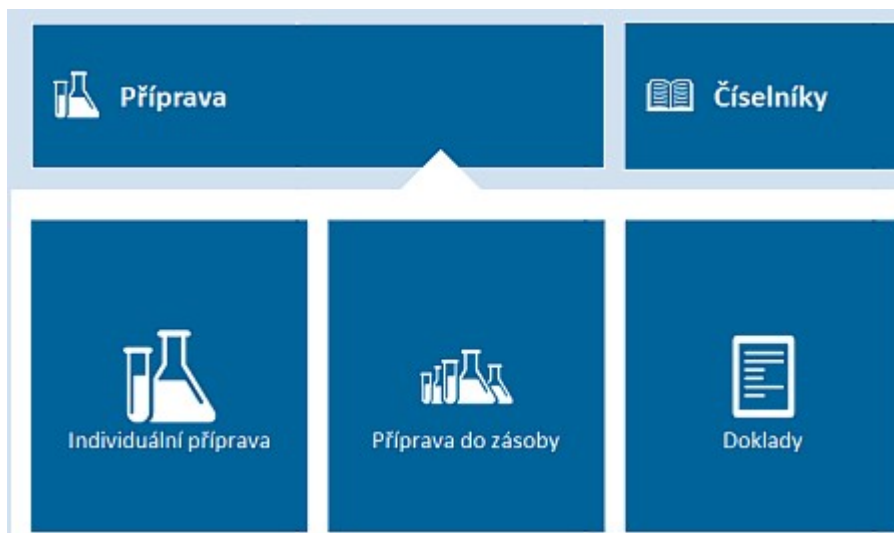 Příprava
Číselníky
Individuální příprava
Příprava do zásoby
Doklady